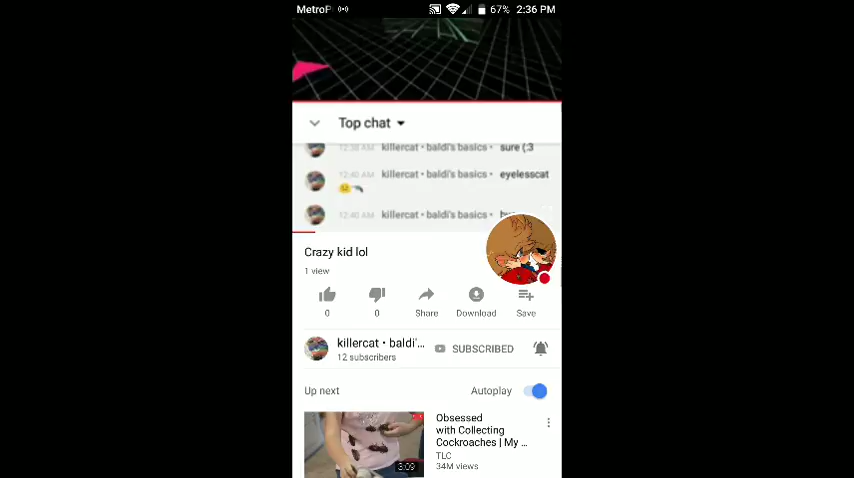 MetroP 67% 2:36 PM
Top chat
12:38 AM killercat • baldi's basics • sure (:3
12:40 AM killercat • baldi's basics • eyelesscat
12:40 AM killercat • baldi's basics •
Crazy kid lol
1 view
0 0 Share Download Save
killercat • baldi'... SUBSCRIBED
12 subscribers
Up next Autoplay
Obsessed
with Collecting
Cockroaches | My ...
TLC
34M views
3:09